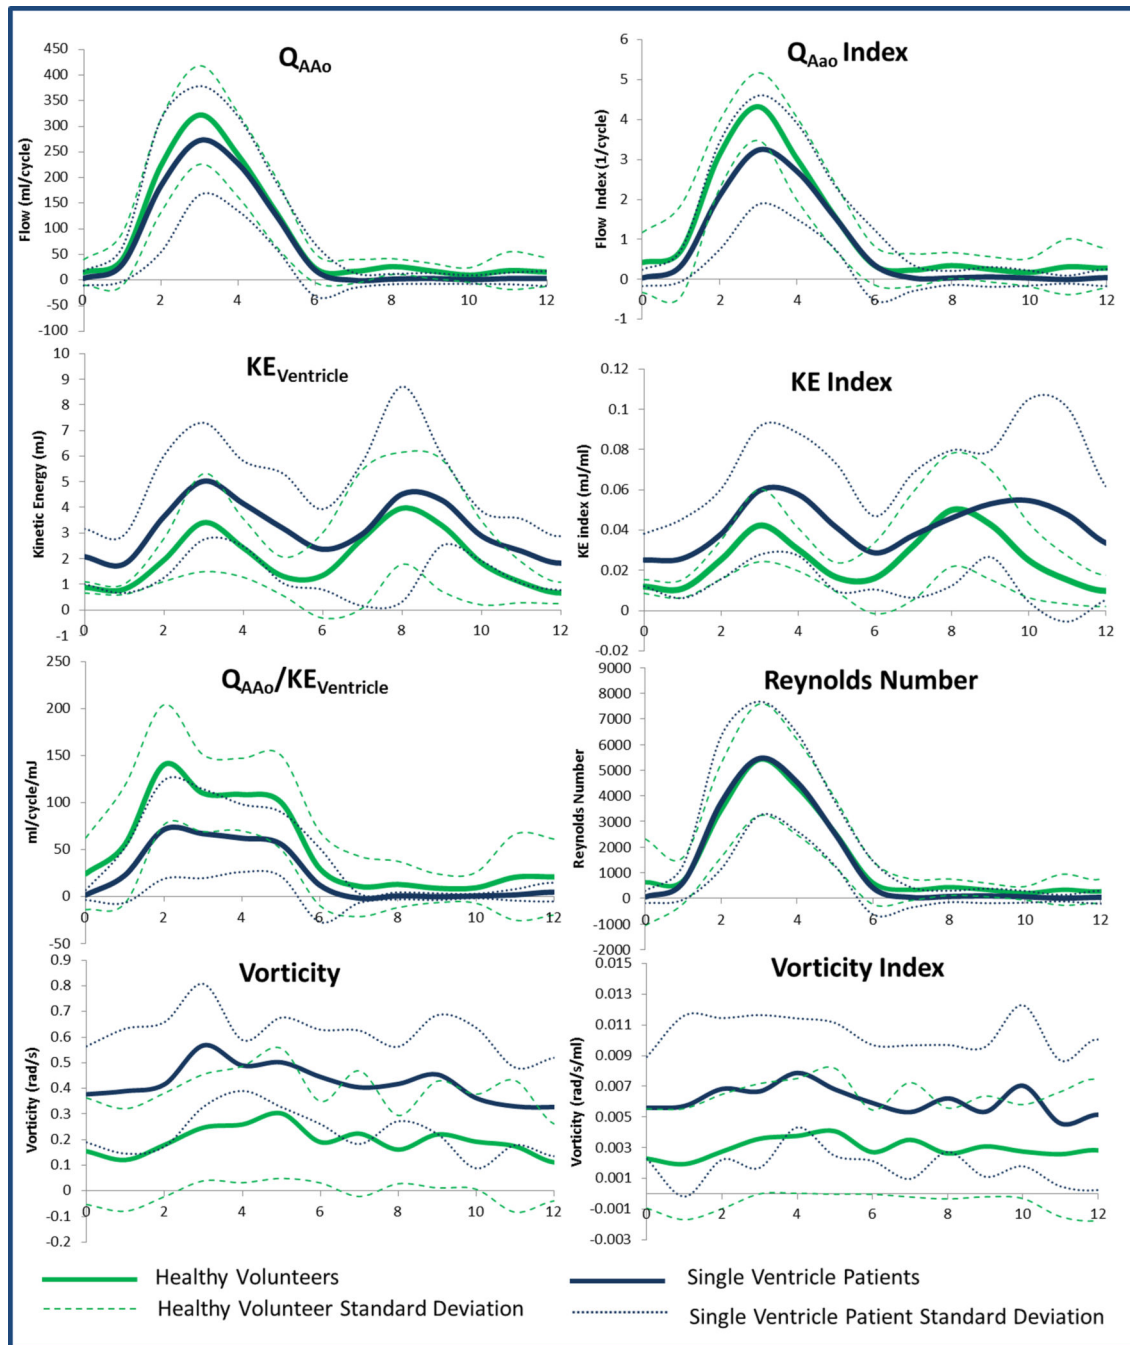 Q_AAo
450
400
350
300
250
200
150
100
50
0
-50
-100
Flow (ml/cycle)
0 2 4 6 8 10 12
Q_Aao Index
6
5
4
3
2
1
0
-1
Flow Index (1/cycle)
0 2 4 6 8 10 12
KE_Ventricle
10
9
8
7
6
5
4
3
2
1
0
-1
Kinetic Energy (mJ)
0 2 4 6 8 10 12
KE Index
0.12
0.1
0.08
0.06
0.04
0.02
0
-0.02
KE index (mJ/ml)
0 2 4 6 8 10 12
Q_AAo/KE_Ventricle
250
200
150
100
50
0
-50
ml/cycle/mJ
0 2 4 6 8 10 12
Reynolds Number
9000
8000
7000
6000
5000
4000
3000
2000
1000
0
-1000
-2000
Reynolds Number
0 2 4 6 8 10 12
Vorticity
0.9
0.8
0.7
0.6
0.5
0.4
0.3
0.2
0.1
0
-0.1
-0.2
Vorticity (rad/s)
0 2 4 6 8 10 12
Vorticity Index
0.015
0.013
0.011
0.009
0.007
0.005
0.003
0.001
-0.001
-0.003
Vorticity (rad/s/ml)
0 2 4 6 8 10 12
Healthy Volunteers
Single Ventricle Patients
Healthy Volunteer Standard Deviation
Single Ventricle Patient Standard Deviation